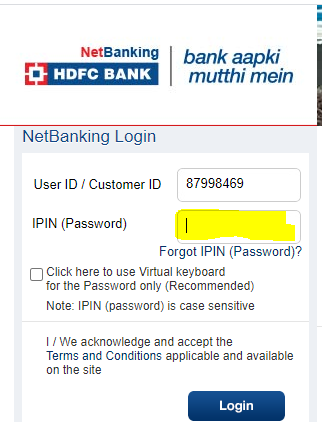 NetBanking
HDFC BANK
bank aapki
mutthi mein
NetBanking Login
User ID / Customer ID
87998469
IPIN (Password)
Forgot IPIN (Password)?
Click here to use Virtual keyboard
for the Password only (Recommended)
Note: IPIN (password) is case sensitive
I / We acknowledge and accept the
Terms and Conditions applicable and available
on the site
Login